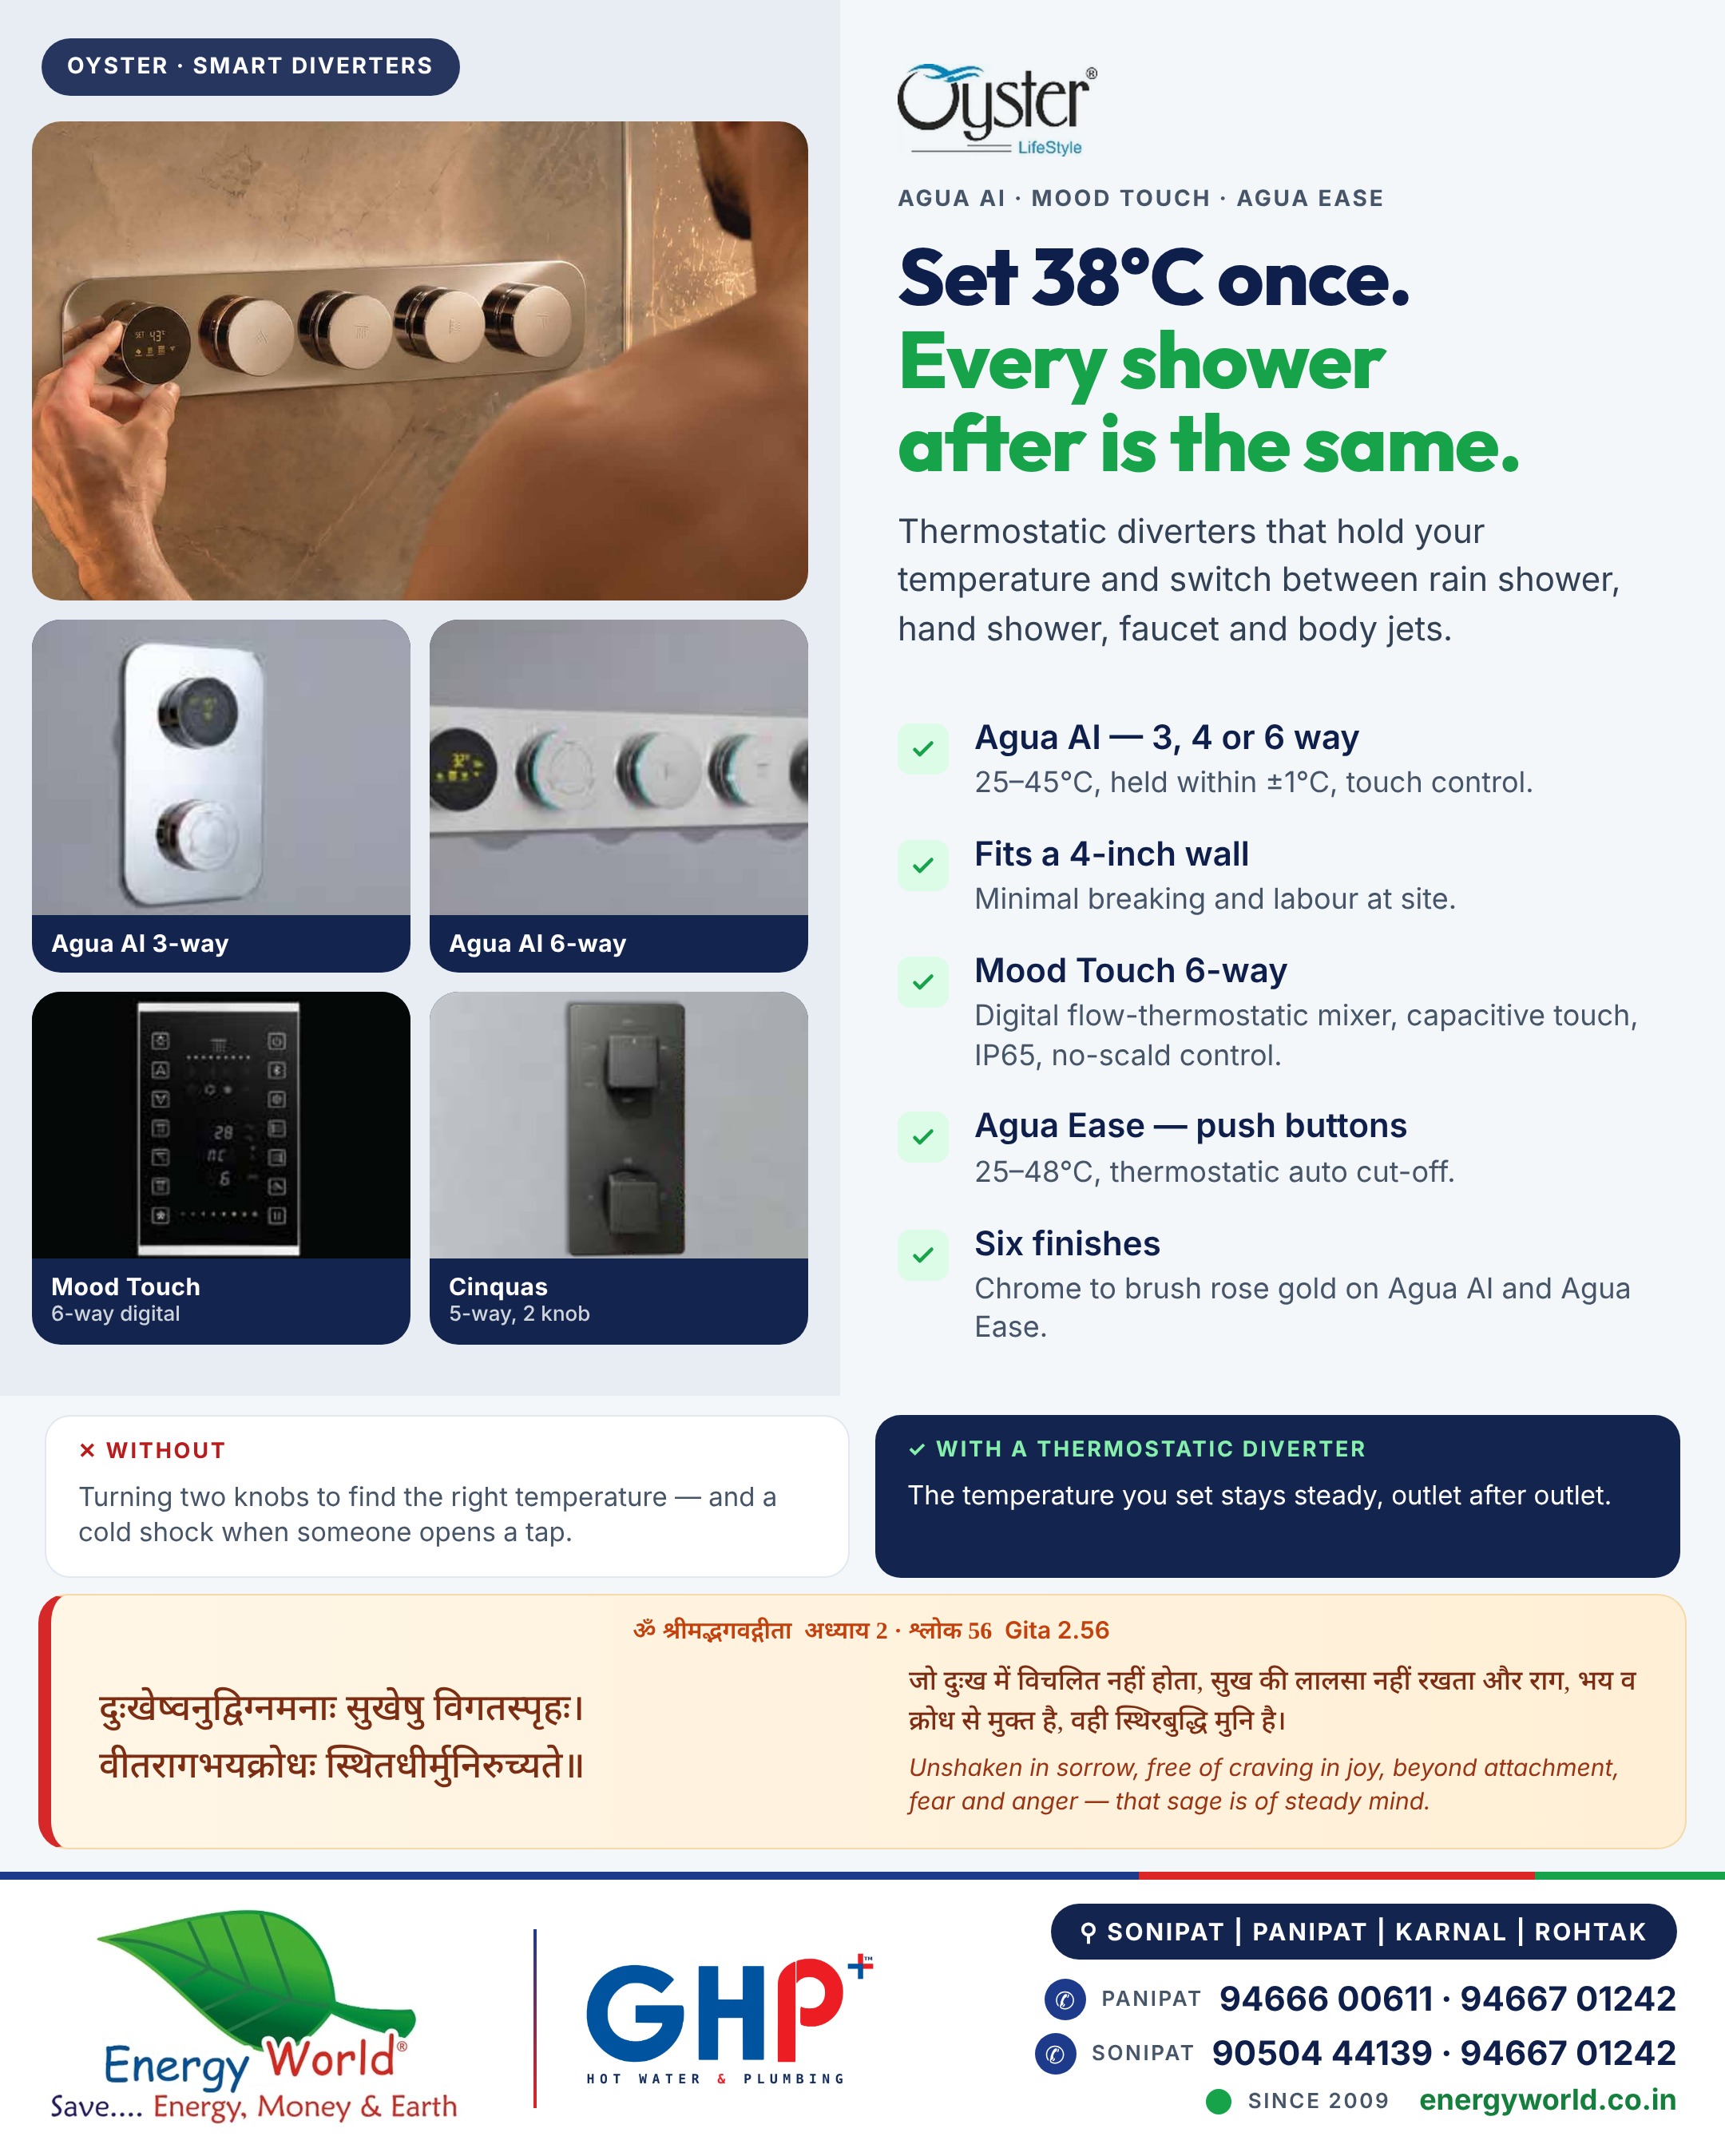 OYSTER · SMART DIVERTERS
SET 43°
Agua AI 3-way
32°
Agua AI 6-way
28
6
Mood Touch
6-way digital
Cinquas
5-way, 2 knob
Oyster®
LifeStyle
AGUA AI · MOOD TOUCH · AGUA EASE
Set 38°C once.
Every shower
after is the same.
Thermostatic diverters that hold your
temperature and switch between rain shower,
hand shower, faucet and body jets.
✓ Agua AI — 3, 4 or 6 way
25–45°C, held within ±1°C, touch control.
✓ Fits a 4-inch wall
Minimal breaking and labour at site.
✓ Mood Touch 6-way
Digital flow-thermostatic mixer, capacitive touch,
IP65, no-scald control.
✓ Agua Ease — push buttons
25–48°C, thermostatic auto cut-off.
✓ Six finishes
Chrome to brush rose gold on Agua AI and Agua
Ease.
✕ WITHOUT
Turning two knobs to find the right temperature — and a
cold shock when someone opens a tap.
✓ WITH A THERMOSTATIC DIVERTER
The temperature you set stays steady, outlet after outlet.
ॐ श्रीमद्भगवद्गीता अध्याय 2 · श्लोक 56 Gita 2.56
दुःखेष्वनुद्विग्नमनाः सुखेषु विगतस्पृहः।
वीतरागभयक्रोधः स्थितधीर्मुनिरुच्यते॥
जो दुःख में विचलित नहीं होता, सुख की लालसा नहीं रखता और राग, भय व
क्रोध से मुक्त है, वही स्थिरबुद्धि मुनि है।
Unshaken in sorrow, free of craving in joy, beyond attachment,
fear and anger — that sage is of steady mind.
Energy World®
Save.... Energy, Money & Earth
GHP+™
HOT WATER & PLUMBING
SONIPAT | PANIPAT | KARNAL | ROHTAK
✆ PANIPAT 94666 00611 · 94667 01242
✆ SONIPAT 90504 44139 · 94667 01242
SINCE 2009 energyworld.co.in